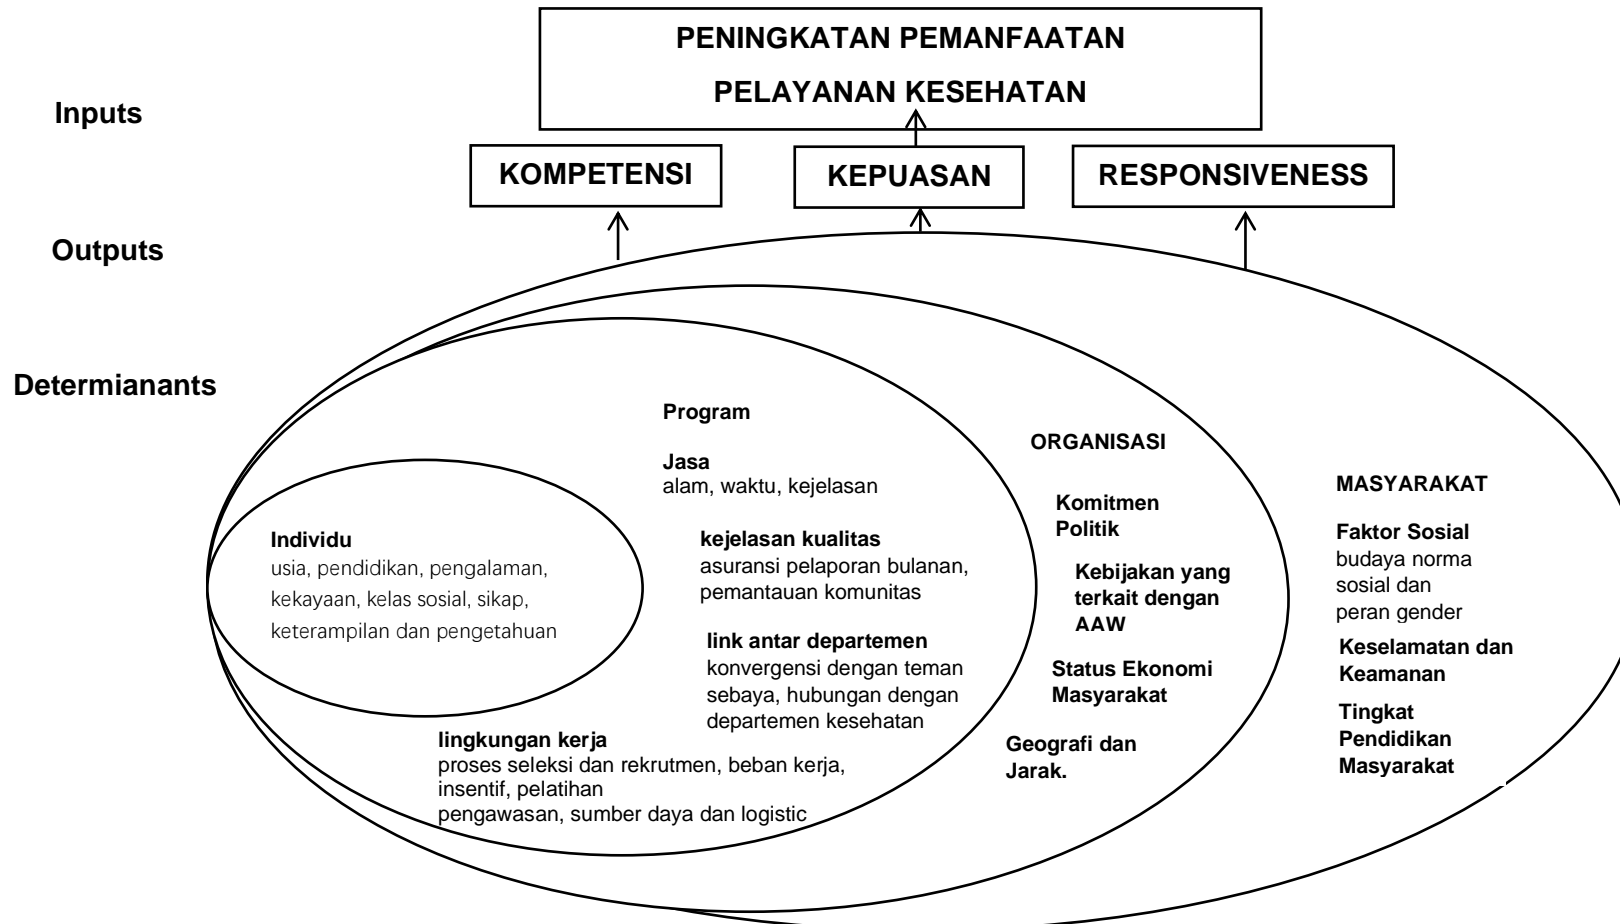 PENINGKATAN PEMANFAATAN
PELAYANAN KESEHATAN
Inputs
KOMPETENSI
KEPUASAN
RESPONSIVENESS
Outputs
Determianants
Individu
usia, pendidikan, pengalaman,
kekayaan, kelas sosial, sikap,
keterampilan dan pengetahuan
Program
Jasa
alam, waktu, kejelasan
kejelasan kualitas
asuransi pelaporan bulanan,
pemantauan komunitas
link antar departemen
konvergensi dengan teman
sebaya, hubungan dengan
departemen kesehatan
lingkungan kerja
proses seleksi dan rekrutmen, beban kerja,
insentif, pelatihan
pengawasan, sumber daya dan logistic
ORGANISASI
Komitmen
Politik
Kebijakan yang
terkait dengan
AAW
Status Ekonomi
Masyarakat
Geografi dan
Jarak.
MASYARAKAT
Faktor Sosial
budaya norma
sosial dan
peran gender
Keselamatan dan
Keamanan
Tingkat
Pendidikan
Masyarakat